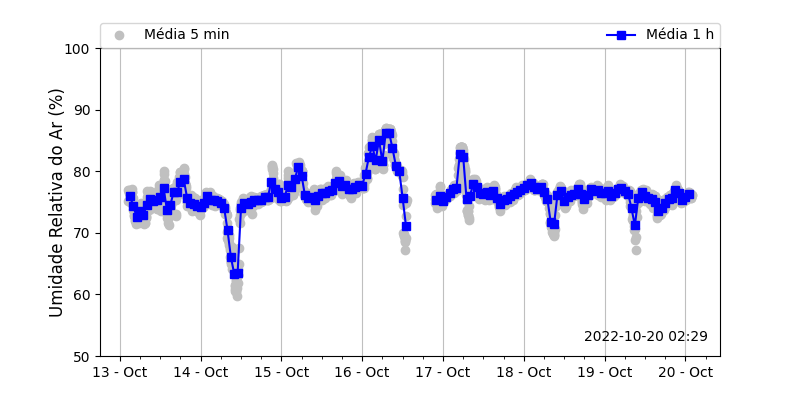 Média 5 min
Média 1 h
Umidade Relativa do Ar (%)
100
90
80
70
60
50
2022-10-20 02:29
13 - Oct
14 - Oct
15 - Oct
16 - Oct
17 - Oct
18 - Oct
19 - Oct
20 - Oct